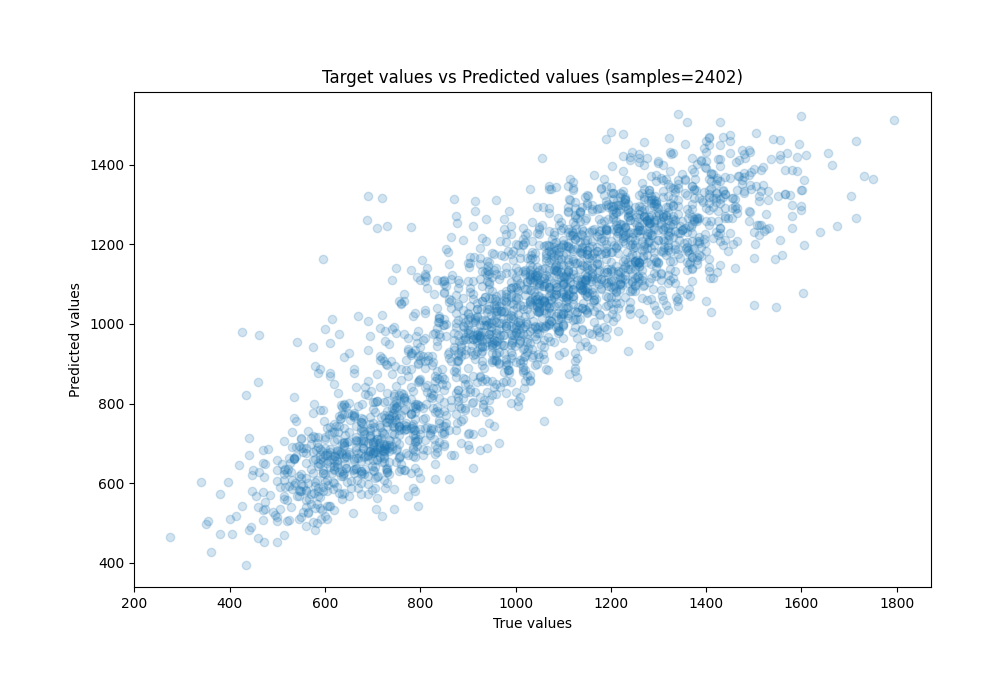 Target values vs Predicted values (samples=2402)
1400
1200
1000
800
600
400
Predicted values
200 400 600 800 1000 1200 1400 1600 1800
True values